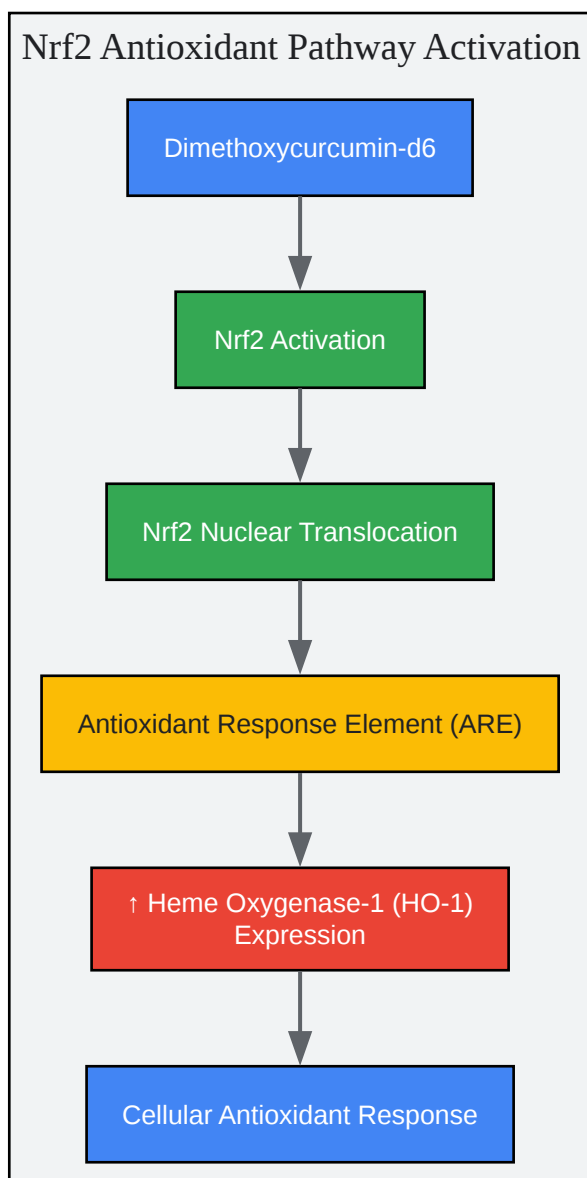 Nrf2 Antioxidant Pathway Activation
Dimethoxycurcumin-d6
Nrf2 Activation
Nrf2 Nuclear Translocation
Antioxidant Response Element (ARE)
↑ Heme Oxygenase-1 (HO-1)
Expression
Cellular Antioxidant Response